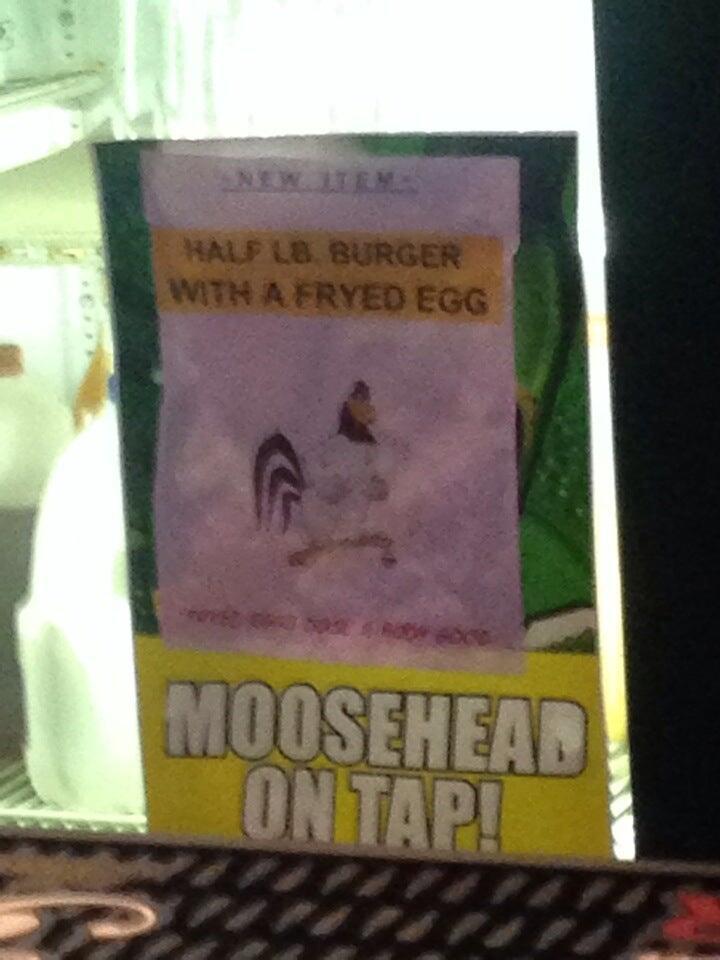 -NEW ITEM-
HALF LB. BURGER
WITH A FRYED EGG
MOOSEHEAD
ON TAP!